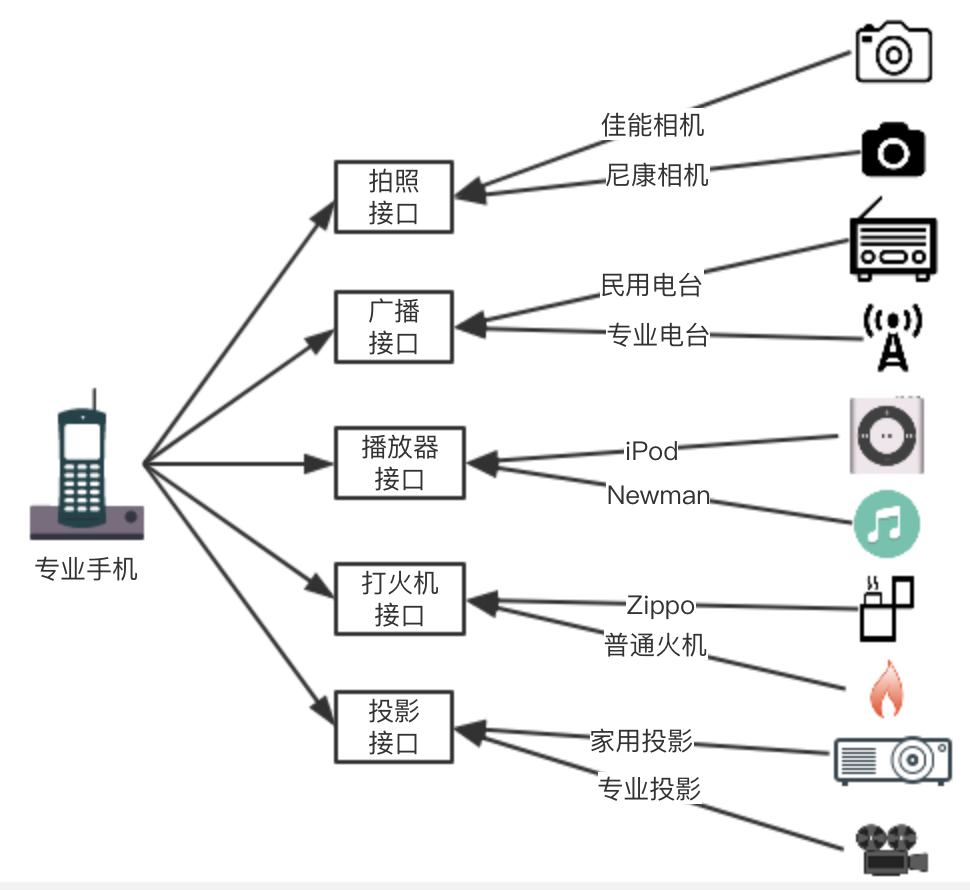 佳能相机
尼康相机
拍照
接口
民用电台
广播
接口
专业电台
播放器
接口
iPod
Newman
专业手机
打火机
接口
Zippo
普通火机
投影
接口
家用投影
专业投影